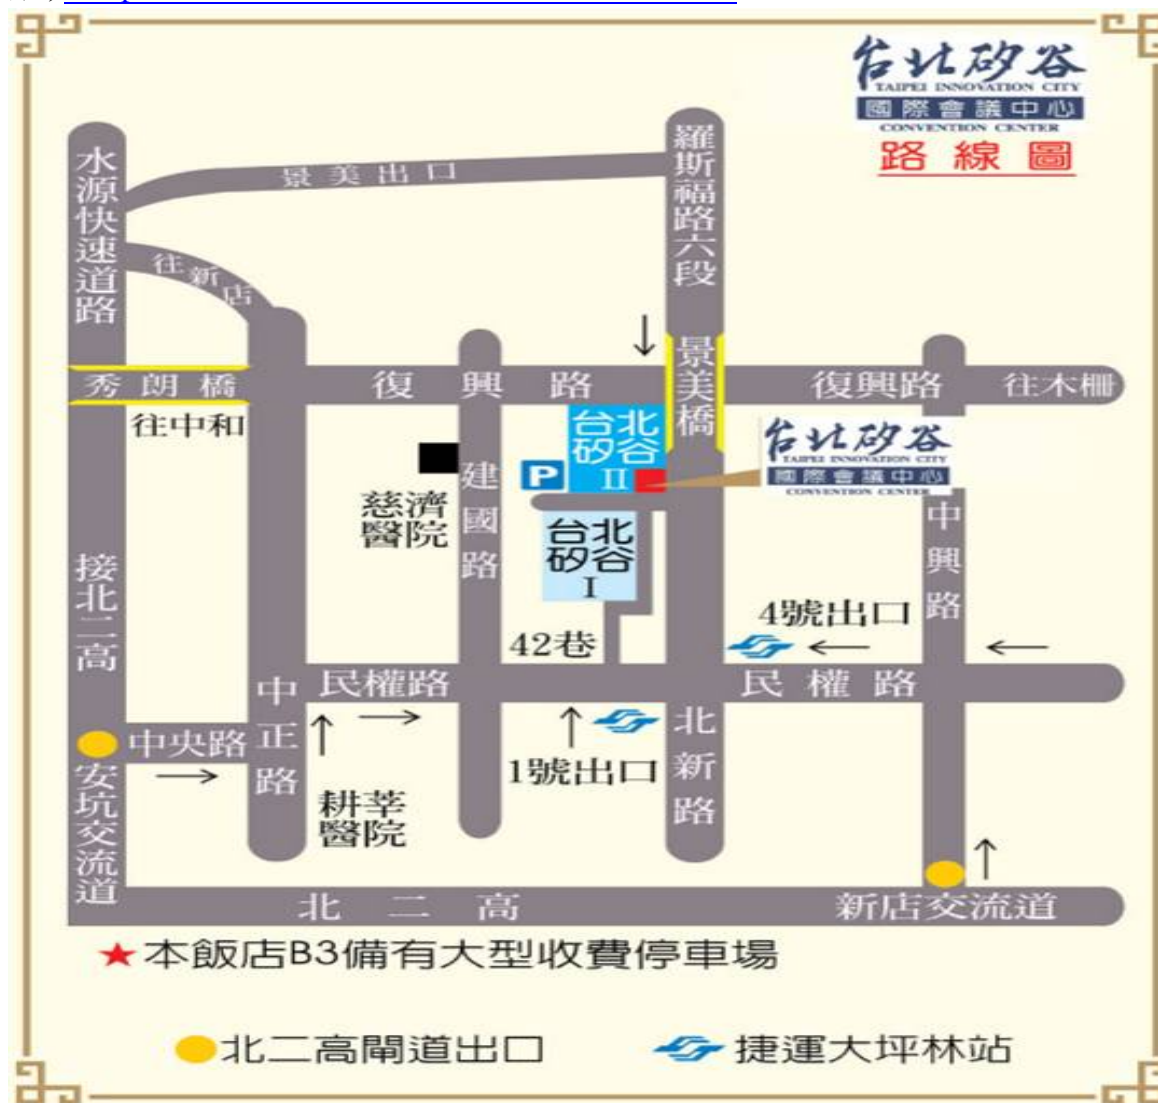 台北矽谷
TAIPEI INNOVATION CITY
國際會議中心
CONVENTION CENTER
路線圖
水源快速道路
景美出口
羅斯福路六段
往新店
秀朗橋
復興路
景美橋
復興路
往木柵
往中和
台北
矽谷
II
P
台北矽谷
TAIPEI INNOVATION CITY
國際會議中心
CONVENTION CENTER
慈濟
醫院
建國路
台北
矽谷
I
中興路
接北二高
42巷
4號出口
民權路
民權路
中正路
北新路
中央路
1號出口
安坑交流道
耕莘
醫院
北二高
新店交流道
★本飯店B3備有大型收費停車場
北二高閘道出口
捷運大坪林站